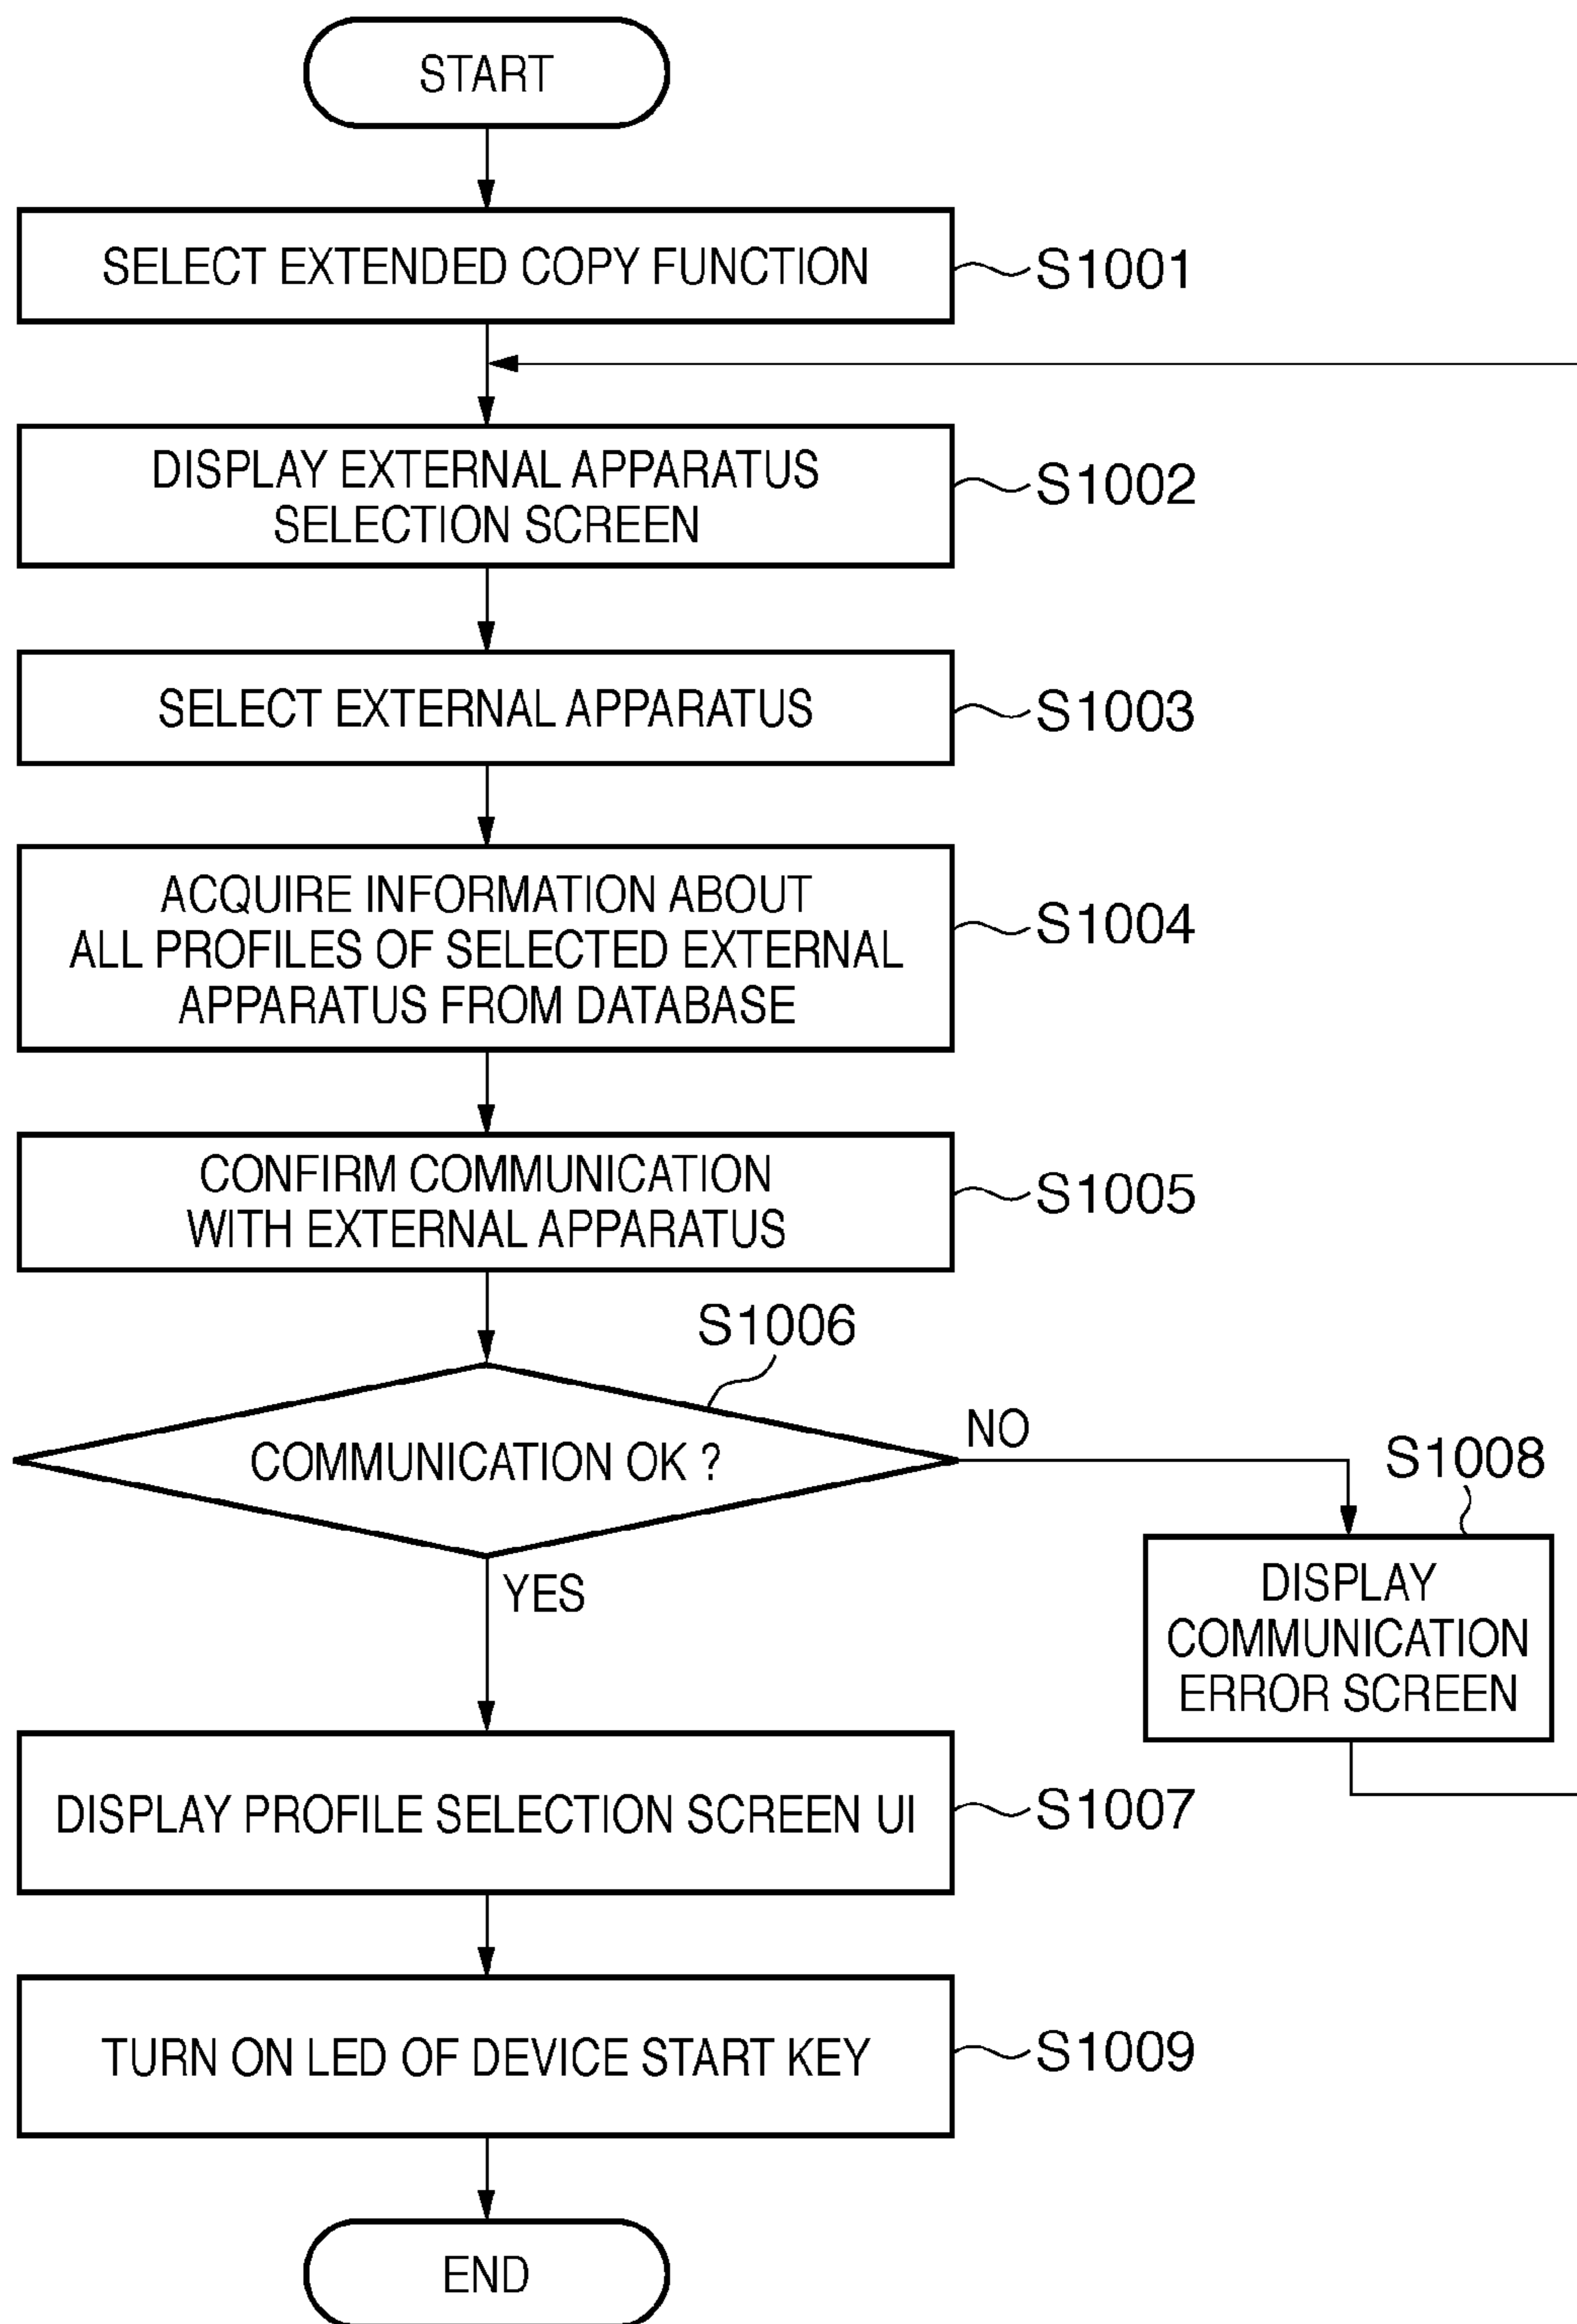 START
SELECT EXTENDED COPY FUNCTION
S1001
DISPLAY EXTERNAL APPARATUS
SELECTION SCREEN
S1002
SELECT EXTERNAL APPARATUS
S1003
ACQUIRE INFORMATION ABOUT
ALL PROFILES OF SELECTED EXTERNAL
APPARATUS FROM DATABASE
S1004
CONFIRM COMMUNICATION
WITH EXTERNAL APPARATUS
S1005
S1006
COMMUNICATION OK ?
NO
YES
S1008
DISPLAY
COMMUNICATION
ERROR SCREEN
DISPLAY PROFILE SELECTION SCREEN UI
S1007
TURN ON LED OF DEVICE START KEY
S1009
END